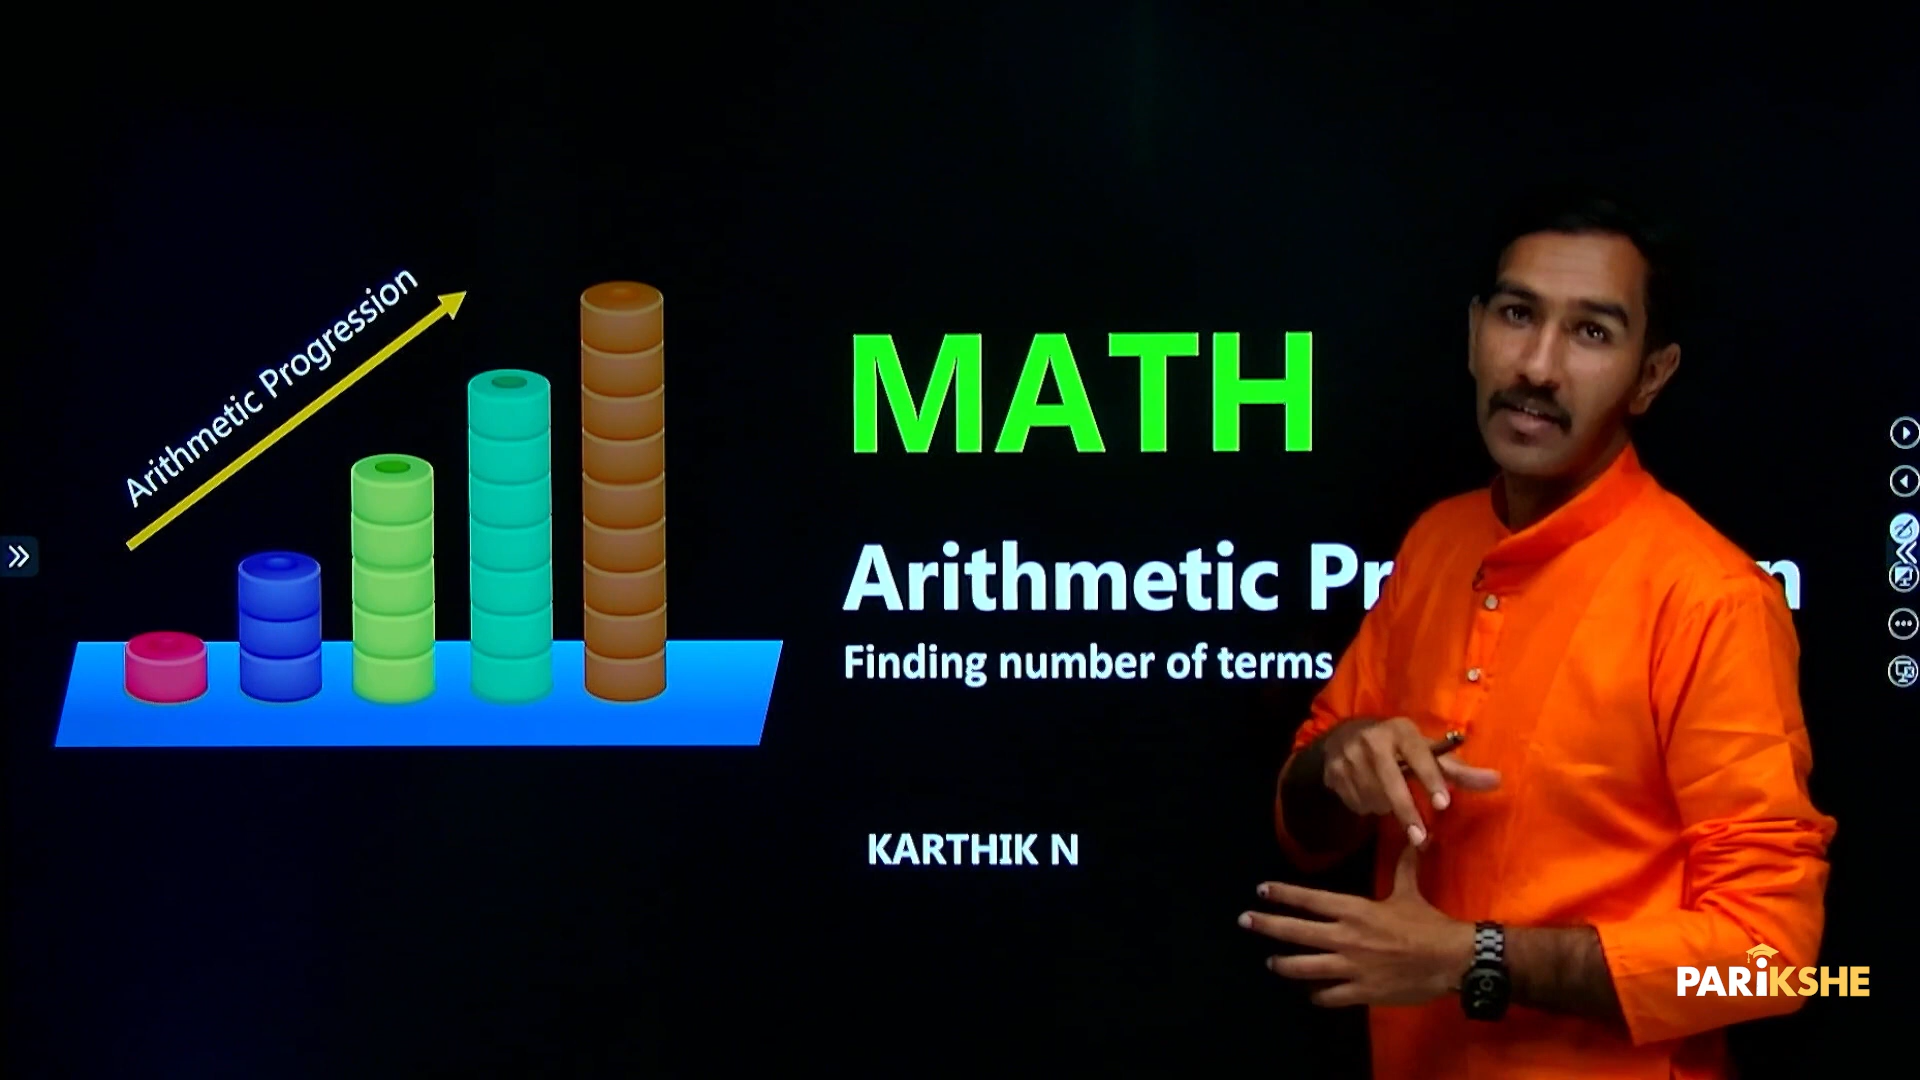 Arithmetic Progression
MATH
Arithmetic Pr n
Finding number of terms
KARTHIK N
PARiKSHE